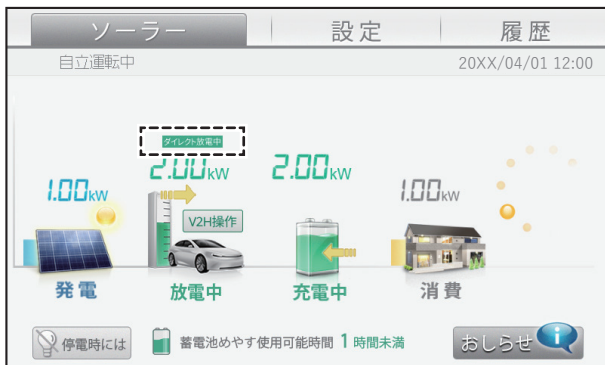 ソーラー 設定 履歴
自立運転中 20XX/04/01 12:00
ダイレクト放電中
1.00kW 2.00kW 2.00kW 1.00kW
V2H操作
発電 放電中 充電中 消費
停電時には 蓄電池めやす使用可能時間 1 時間未満 おしらせ i